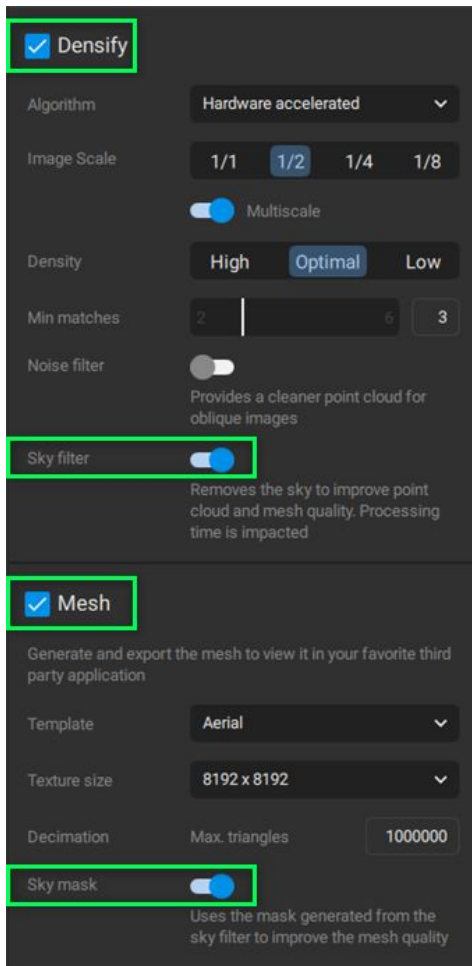 Densify
Algorithm Hardware accelerated
Image Scale 1/1 1/2 1/4 1/8
Multiscale
Density High Optimal Low
Min matches 2 6 3
Noise filter
Provides a cleaner point cloud for
oblique images
Sky filter
Removes the sky to improve point
cloud and mesh quality. Processing
time is impacted
Mesh
Generate and export the mesh to view it in your favorite third
party application
Template Aerial
Texture size 8192 x 8192
Decimation Max. triangles 1000000
Sky mask
Uses the mask generated from the
sky filter to improve the mesh quality